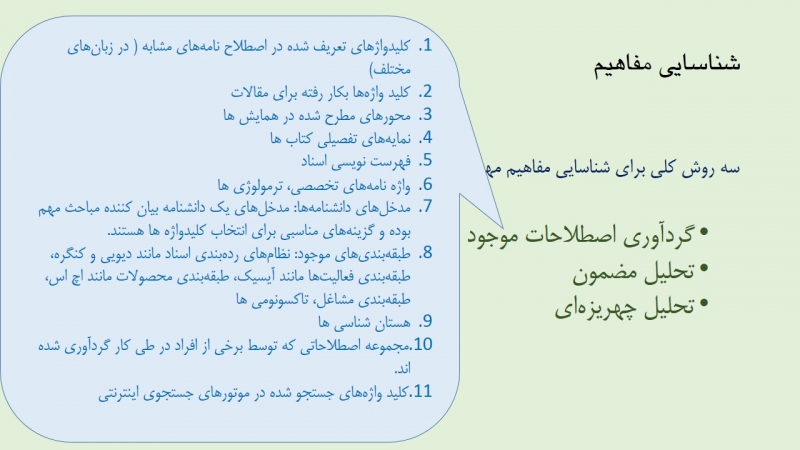 شناسایی مفاهیم
سه روش کلی برای شناسایی مفاهیم
• گردآوری اصطلاحات موجود
• تحلیل مضمون
• تحلیل چهریزه‌ای
1. کلیدواژهای تعریف شده در اصطلاح نامه‌های مشابه ( در زبان‌های
مختلف)
2. کلید واژه‌ها بکار رفته برای مقالات
3. محورهای مطرح شده در همایش ها
4. نمایه‌های تفصیلی کتاب ها
5. فهرست نویسی اسناد
6. واژه نامه‌های تخصصی، ترمولوژی ها
7. مدخل‌های دانشنامه‌ها: مدخل‌های یک دانشنامه بیان کننده مباحث مهم
بوده و گزینه‌های مناسبی برای انتخاب کلیدواژه ها هستند.
8. طبقه‌بندی‌های موجود: نظام‌های رده‌بندی اسناد مانند دیویی و کنگره،
طبقه‌بندی فعالیت‌ها مانند آیسیک، طبقه‌بندی محصولات مانند اچ اس،
طبقه‌بندی مشاغل، تاکسونومی ها
9. هستان شناسی ها
10.مجموعه اصطلاحاتی که توسط برخی از افراد در طی کار گردآوری شده
اند.
11.کلید واژه‌های جستجو شده در موتورهای جستجوی اینترنتی